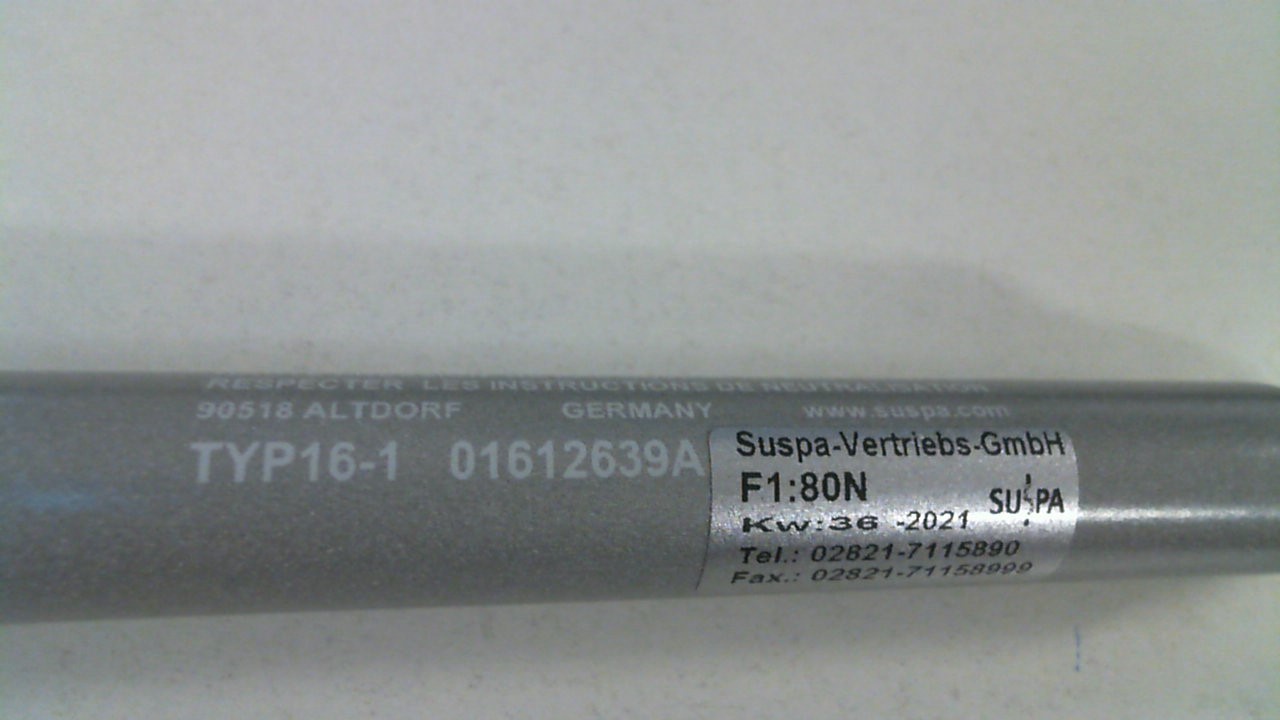 RESPECTER LES INSTRUCTIONS DE NEUTRALISATION
90518 ALTDORF GERMANY www.suspa.com
TYP16-1 01612639A
Suspa-Vertriebs-GmbH
F1:80N
SUSPA
Kw:36 -2021
Tel.: 02821-7115890
Fax.: 02821-71158999